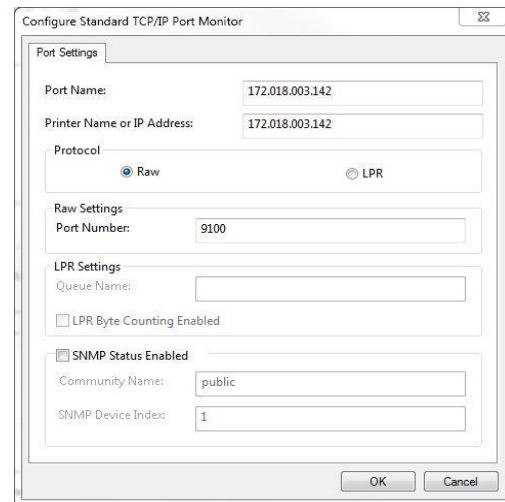 Configure Standard TCP/IP Port Monitor
Port Settings
Port Name: 172.018.003.142
Printer Name or IP Address: 172.018.003.142
Protocol
Raw LPR
Raw Settings
Port Number: 9100
LPR Settings
Queue Name:
LPR Byte Counting Enabled
SNMP Status Enabled
Community Name: public
SNMP Device Index: 1
OK Cancel